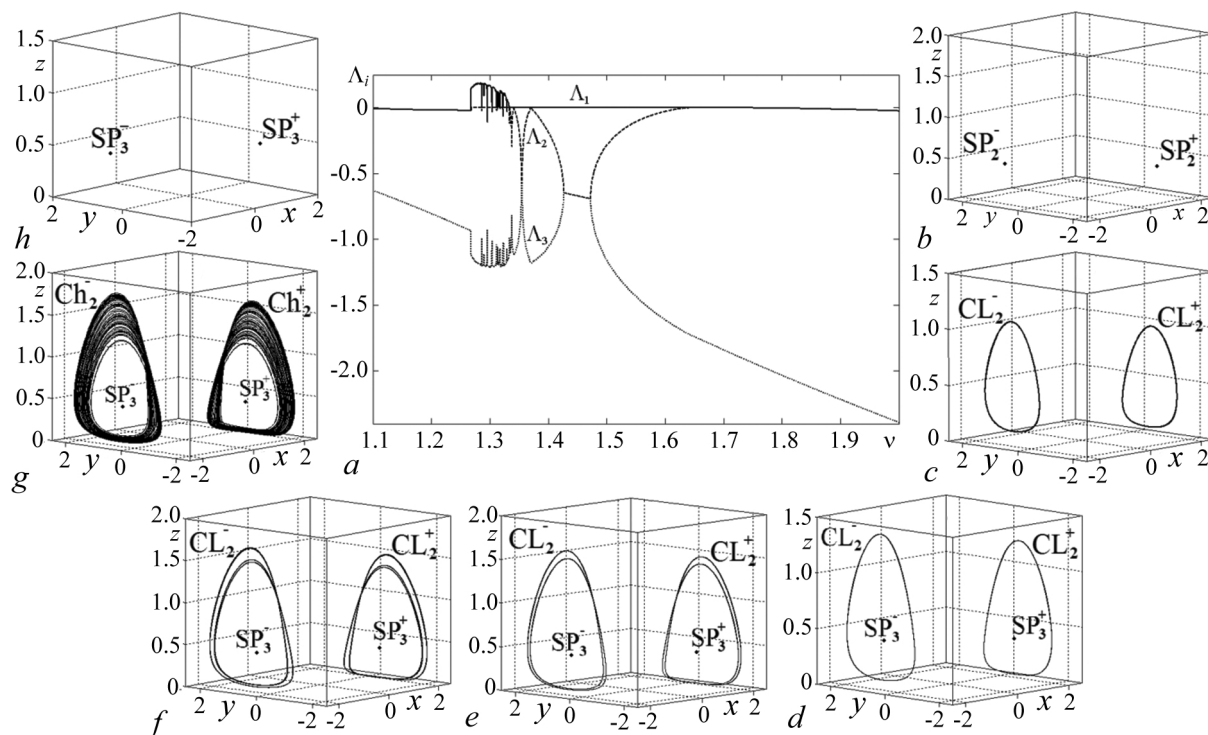 1.5
z
1.0
0.5
0
SP₃⁻
SP₃⁺
y
2
0
-2
x
0
2
h
Λᵢ
0
-0.5
-1.0
-1.5
-2.0
Λ₁
Λ₂
Λ₃
1.1 1.2 1.3 1.4 1.5 1.6 1.7 1.8 1.9 ν
a
2.0
z
1.5
1.0
0.5
0
SP₂⁻
SP₂⁺
2 y 0 -2 -2 0 x 2
b
2.0
z
1.5
1.0
0.5
0
Ch₂⁻
Ch₂⁺
SP₃⁻
SP₃⁺
2 y 0 -2 0 x 2
g
1.5
z
1.0
0.5
0
CL₂⁻
CL₂⁺
2 y 0 -2 -2 0 x 2
c
2.0
z
1.5
1.0
0.5
0
CL₂⁻
CL₂⁺
SP₃⁻
SP₃⁺
2 y 0 -2 -2 0 x 2
f
2.0
z
1.5
1.0
0.5
0
CL₂⁻
CL₂⁺
SP₃⁻
SP₃⁺
2 y 0 -2 -2 0 x 2
e
1.5
z
1.0
0.5
0
CL₂⁻
CL₂⁺
SP₃⁻
SP₃⁺
2 y 0 -2 -2 0 x 2
d